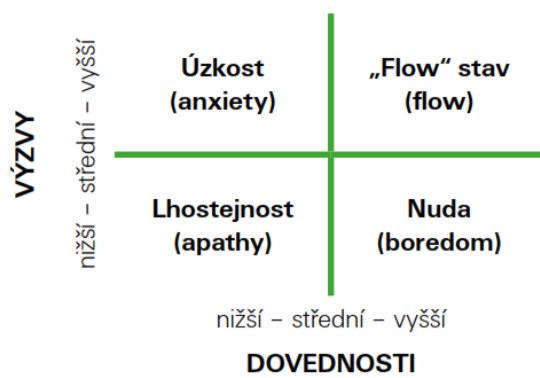 Úzkost
(anxiety)
„Flow“ stav
(flow)
VÝZVY
nižší – střední – vyšší
Lhostejnost
(apathy)
Nuda
(boredom)
nižší – střední – vyšší
DOVEDNOSTI